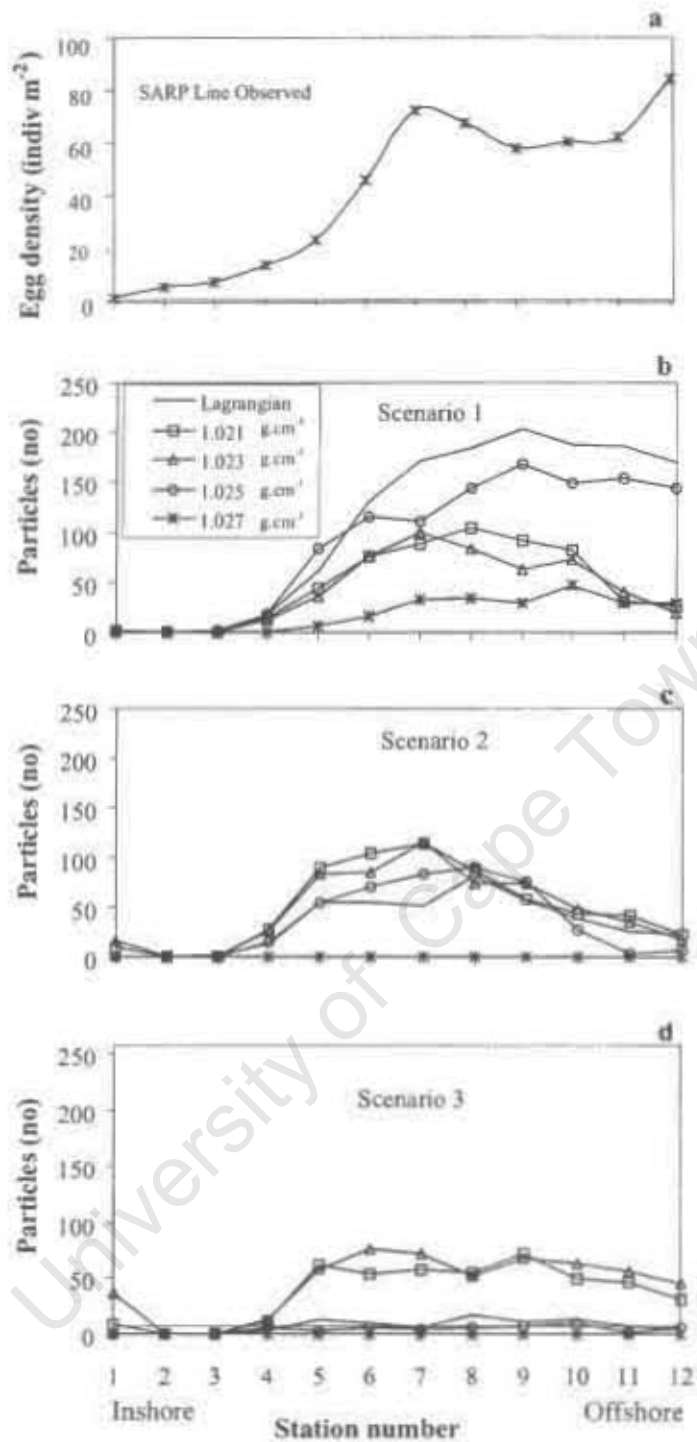 a
100
80
60
40
20
0
SARP Line Observed
Egg density (indiv m⁻²)
b
250
200
150
100
50
0
Particles (no)
Scenario 1
Lagrangian
1.021 g.cm⁻³
1.023 g.cm⁻³
1.025 g.cm⁻³
1.027 g.cm⁻³
c
250
200
150
100
50
0
Particles (no)
Scenario 2
d
250
200
150
100
50
0
Particles (no)
Scenario 3
1 2 3 4 5 6 7 8 9 10 11 12
Inshore Offshore
Station number
University of Cape Town